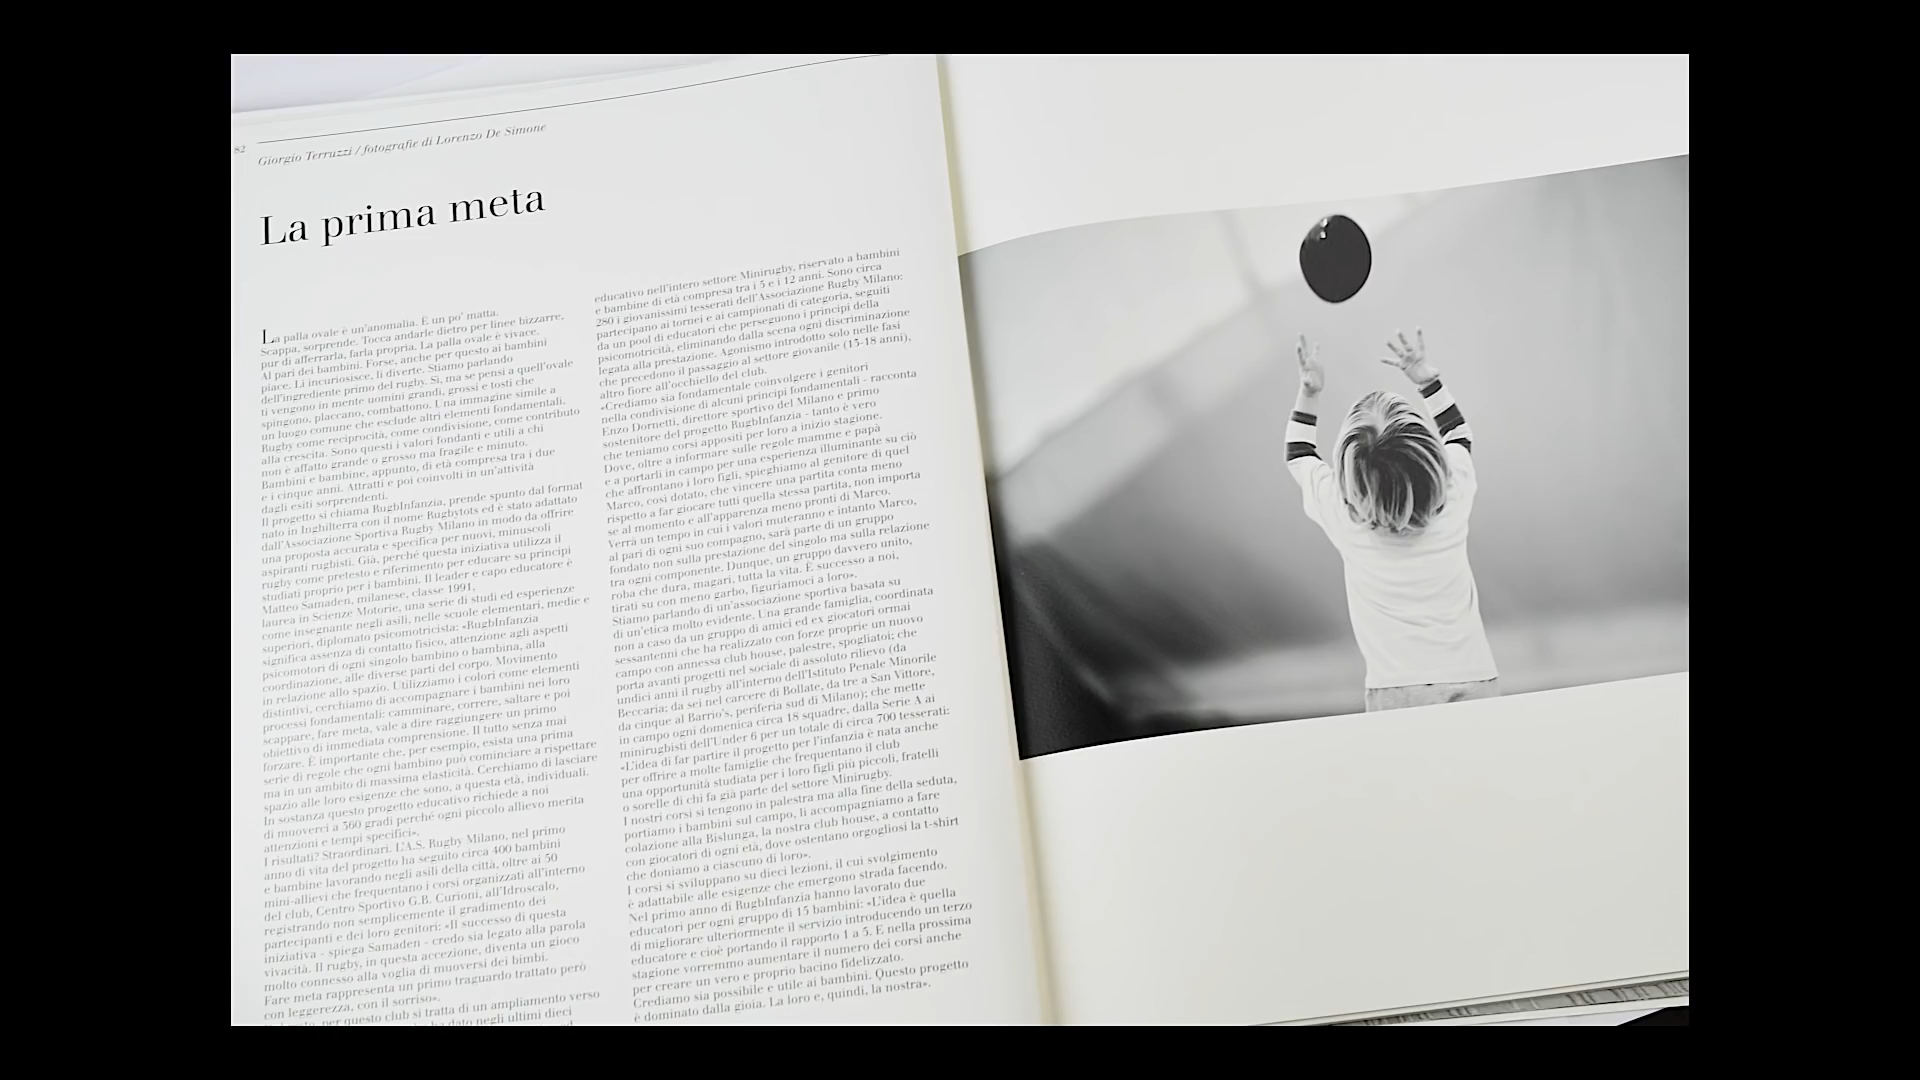 82
Giorgio Terruzzi / fotografie di Lorenzo De Simone
La prima meta
La palla ovale è un'anomalia. È un po' matta.
Scappa, sorprende. Tocca andarle dietro per linee bizzarre,
pur di afferrarla, farla propria. La palla ovale è vivace.
Al pari dei bambini. Forse, anche per questo ai bambini
piace. Li incuriosisce, li diverte. Stiamo parlando
dell'ingrediente primo del rugby. Sì, ma se pensi a quell'ovale
ti vengono in mente uomini grandi, grossi e tosti che
spingono, placcano, combattono. Una immagine simile a
un luogo comune che esclude altri elementi fondamentali.
Rugby come reciprocità, come condivisione, come contributo
alla crescita. Sono questi i valori fondanti e utili a chi
non è affatto grande o grosso ma fragile e minuto.
Bambini e bambine, appunto, di età compresa tra i due
e i cinque anni. Attratti e poi coinvolti in un'attività
dagli esiti sorprendenti.
Il progetto si chiama RugbInfanzia, prende spunto dal format
nato in Inghilterra con il nome Rugbytots ed è stato adattato
dall'Associazione Sportiva Rugby Milano in modo da offrire
una proposta accurata e specifica per nuovi, minuscoli
aspiranti rugbisti. Già, perché questa iniziativa utilizza il
rugby come pretesto e riferimento per educare su principi
studiati proprio per i bambini. Il leader e capo educatore è
Matteo Samaden, milanese, classe 1991,
laurea in Scienze Motorie, una serie di studi ed esperienze
come insegnante negli asili, nelle scuole elementari, medie e
superiori, diplomato psicomotricista: «RugbInfanzia
significa assenza di contatto fisico, attenzione agli aspetti
psicomotori di ogni singolo bambino o bambina, alla
coordinazione, alle diverse parti del corpo. Movimento
in relazione allo spazio. Utilizziamo i colori come elementi
distintivi, cerchiamo di accompagnare i bambini nei loro
processi fondamentali: camminare, correre, saltare e poi
scappare, fare meta, vale a dire raggiungere un primo
obiettivo di immediata comprensione. Il tutto senza mai
forzare. È importante che, per esempio, esista una prima
serie di regole che ogni bambino può cominciare a rispettare
ma in un ambito di massima elasticità. Cerchiamo di lasciare
spazio alle loro esigenze che sono, a questa età, individuali.
In sostanza questo progetto educativo richiede a noi
di muoverci a 360 gradi perché ogni piccolo allievo merita
attenzioni e tempi specifici».
I risultati? Straordinari. L'A.S. Rugby Milano, nel primo
anno di vita del progetto ha seguito circa 400 bambini
e bambine lavorando negli asili della città, oltre ai 50
mini-allievi che frequentano i corsi organizzati all'interno
del club, Centro Sportivo G.B. Curioni, all'Idroscalo,
registrando non semplicemente il gradimento dei
partecipanti e dei loro genitori: «Il successo di questa
iniziativa - spiega Samaden - credo sia legato alla parola
vivacità. Il rugby, in questa accezione, diventa un gioco
molto connesso alla voglia di muoversi dei bimbi.
Fare meta rappresenta un primo traguardo trattato però
con leggerezza, con il sorriso».
per questo club si tratta di un ampliamento verso
ha dato negli ultimi dieci
educativo nell'intero settore Minirugby, riservato a bambini
e bambine di età compresa tra i 5 e i 12 anni. Sono circa
280 i giovanissimi tesserati dell'Associazione Rugby Milano:
partecipano ai tornei e ai campionati di categoria, seguiti
da un pool di educatori che perseguono i principi della
psicomotricità, eliminando dalla scena ogni discriminazione
legata alla prestazione. Agonismo introdotto solo nelle fasi
che precedono il passaggio al settore giovanile (13-18 anni),
altro fiore all'occhiello del club.
«Crediamo sia fondamentale coinvolgere i genitori
nella condivisione di alcuni principi fondamentali - racconta
Enzo Dornetti, direttore sportivo del Milano e primo
sostenitore del progetto RugbInfanzia - tanto è vero
che teniamo corsi appositi per loro a inizio stagione.
Dove, oltre a informare sulle regole mamme e papà
e a portarli in campo per una esperienza illuminante su ciò
che affrontano i loro figli, spieghiamo al genitore di quel
Marco, così dotato, che vincere una partita conta meno
rispetto a far giocare tutti quella stessa partita, non importa
se al momento e all'apparenza meno pronti di Marco.
Verrà un tempo in cui i valori muteranno e intanto Marco,
al pari di ogni suo compagno, sarà parte di un gruppo
fondato non sulla prestazione del singolo ma sulla relazione
tra ogni componente. Dunque, un gruppo davvero unito,
roba che dura, magari, tutta la vita. È successo a noi,
tirati su con meno garbo, figuriamoci a loro».
Stiamo parlando di un'associazione sportiva basata su
di un'etica molto evidente. Una grande famiglia, coordinata
non a caso da un gruppo di amici ed ex giocatori ormai
sessantenni che ha realizzato con forze proprie un nuovo
campo con annessa club house, palestre, spogliatoi; che
porta avanti progetti nel sociale di assoluto rilievo (da
undici anni il rugby all'interno dell'Istituto Penale Minorile
Beccaria; da sei nel carcere di Bollate, da tre a San Vittore,
da cinque al Barrio's, periferia sud di Milano); che mette
in campo ogni domenica circa 18 squadre, dalla Serie A ai
minirugbisti dell'Under 6 per un totale di circa 700 tesserati:
«L'idea di far partire il progetto per l'infanzia è nata anche
per offrire a molte famiglie che frequentano il club
una opportunità studiata per i loro figli più piccoli, fratelli
o sorelle di chi fa già parte del settore Minirugby.
I nostri corsi si tengono in palestra ma alla fine della seduta,
portiamo i bambini sul campo, li accompagniamo a fare
colazione alla Bislunga, la nostra club house, a contatto
con giocatori di ogni età, dove ostentano orgogliosi la t-shirt
che doniamo a ciascuno di loro».
I corsi si sviluppano su dieci lezioni, il cui svolgimento
è adattabile alle esigenze che emergono strada facendo.
Nel primo anno di RugbInfanzia hanno lavorato due
educatori per ogni gruppo di 15 bambini: «L'idea è quella
di migliorare ulteriormente il servizio introducendo un terzo
educatore e cioè portando il rapporto 1 a 5. E nella prossima
stagione vorremmo aumentare il numero dei corsi anche
per creare un vero e proprio bacino fidelizzato.
Crediamo sia possibile e utile ai bambini. Questo progetto
è dominato dalla gioia. La loro e, quindi, la nostra».